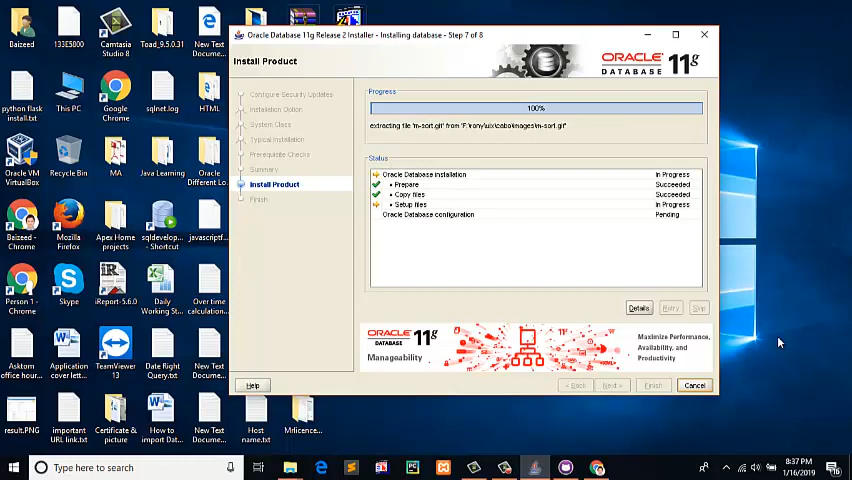 Baizeed
133E5800
Camtasia
Studio 8
Toad_9.5.0.31
New Text
Docume...
Oracle Database 11g Release 2 Installer - Installing database - Step 7 of 8
Install Product
ORACLE
DATABASE
11g
python flask
install.txt
This PC
Google
Chrome
sqlnet.log
HTML
Oracle VM
VirtualBox
Recycle Bin
MA
Java Learning
Oracle
Different Lo...
Baizeed -
Chrome
Mozilla
Firefox
Apex Home
projects
sqldevelop...
- Shortcut
javascriptf...
Person 1 -
Chrome
Skype
iReport-5.6.0
Daily
Working St...
Over time
calculation...
Asktom
office hour...
Application
cover lett...
TeamViewer
13
Date Right
Query.txt
New Text
Docume...
result.PNG
important
URL link.txt
Certificate &
picture
How to
import Dat...
New Text
Docume...
Host
name.txt
Mrlicence...
Configure Security Updates
Installation Option
System Class
Typical Installation
Prerequisite Checks
Summary
Install Product
Finish
Progress
100%
Status
Oracle Database installation In Progress
• Prepare Succeeded
• Copy files Succeeded
• Setup files In Progress
Oracle Database configuration Pending
Details
Retry
Skip
ORACLE
DATABASE
11g
Manageability
Maximize Performance,
Availability, and
Productivity
Help
< Back
Next >
Finish
Cancel
Type here to search
8:37 PM
1/16/2019